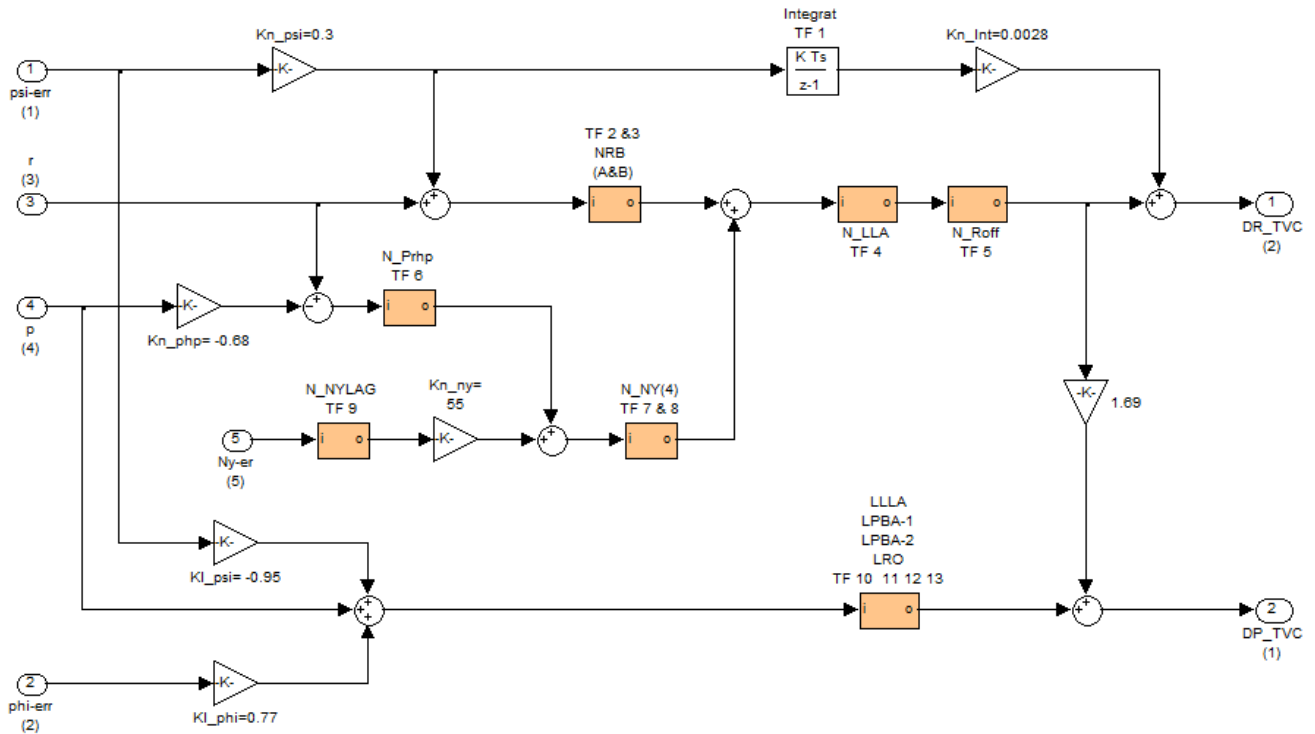 Integrat
TF 1
Kn_psi=0.3
Kn_Int=0.0028
1
-K-
K Ts
z-1
-K-
psi-err
(1)
TF 2 &3
NRB
(A&B)
r
(3)
3
+
+
i o
+
+
i o
i o
+
+
1
N_LLA
TF 4
N_Roff
TF 5
DR_TVC
(2)
N_Prhp
TF 6
4
-K-
-
+
i o
p
(4)
Kn_php= -0.68
N_NYLAG
TF 9
Kn_ny=
55
N_NY(4)
TF 7 & 8
-K-
1.69
5
i o
-K-
+
+
i o
Ny-er
(5)
LLLA
LPBA-1
LPBA-2
LRO
TF 10 11 12 13
-K-
Kl_psi= -0.95
+
+
+
i o
+
+
2
DP_TVC
(1)
2
-K-
phi-err
(2)
Kl_phi=0.77